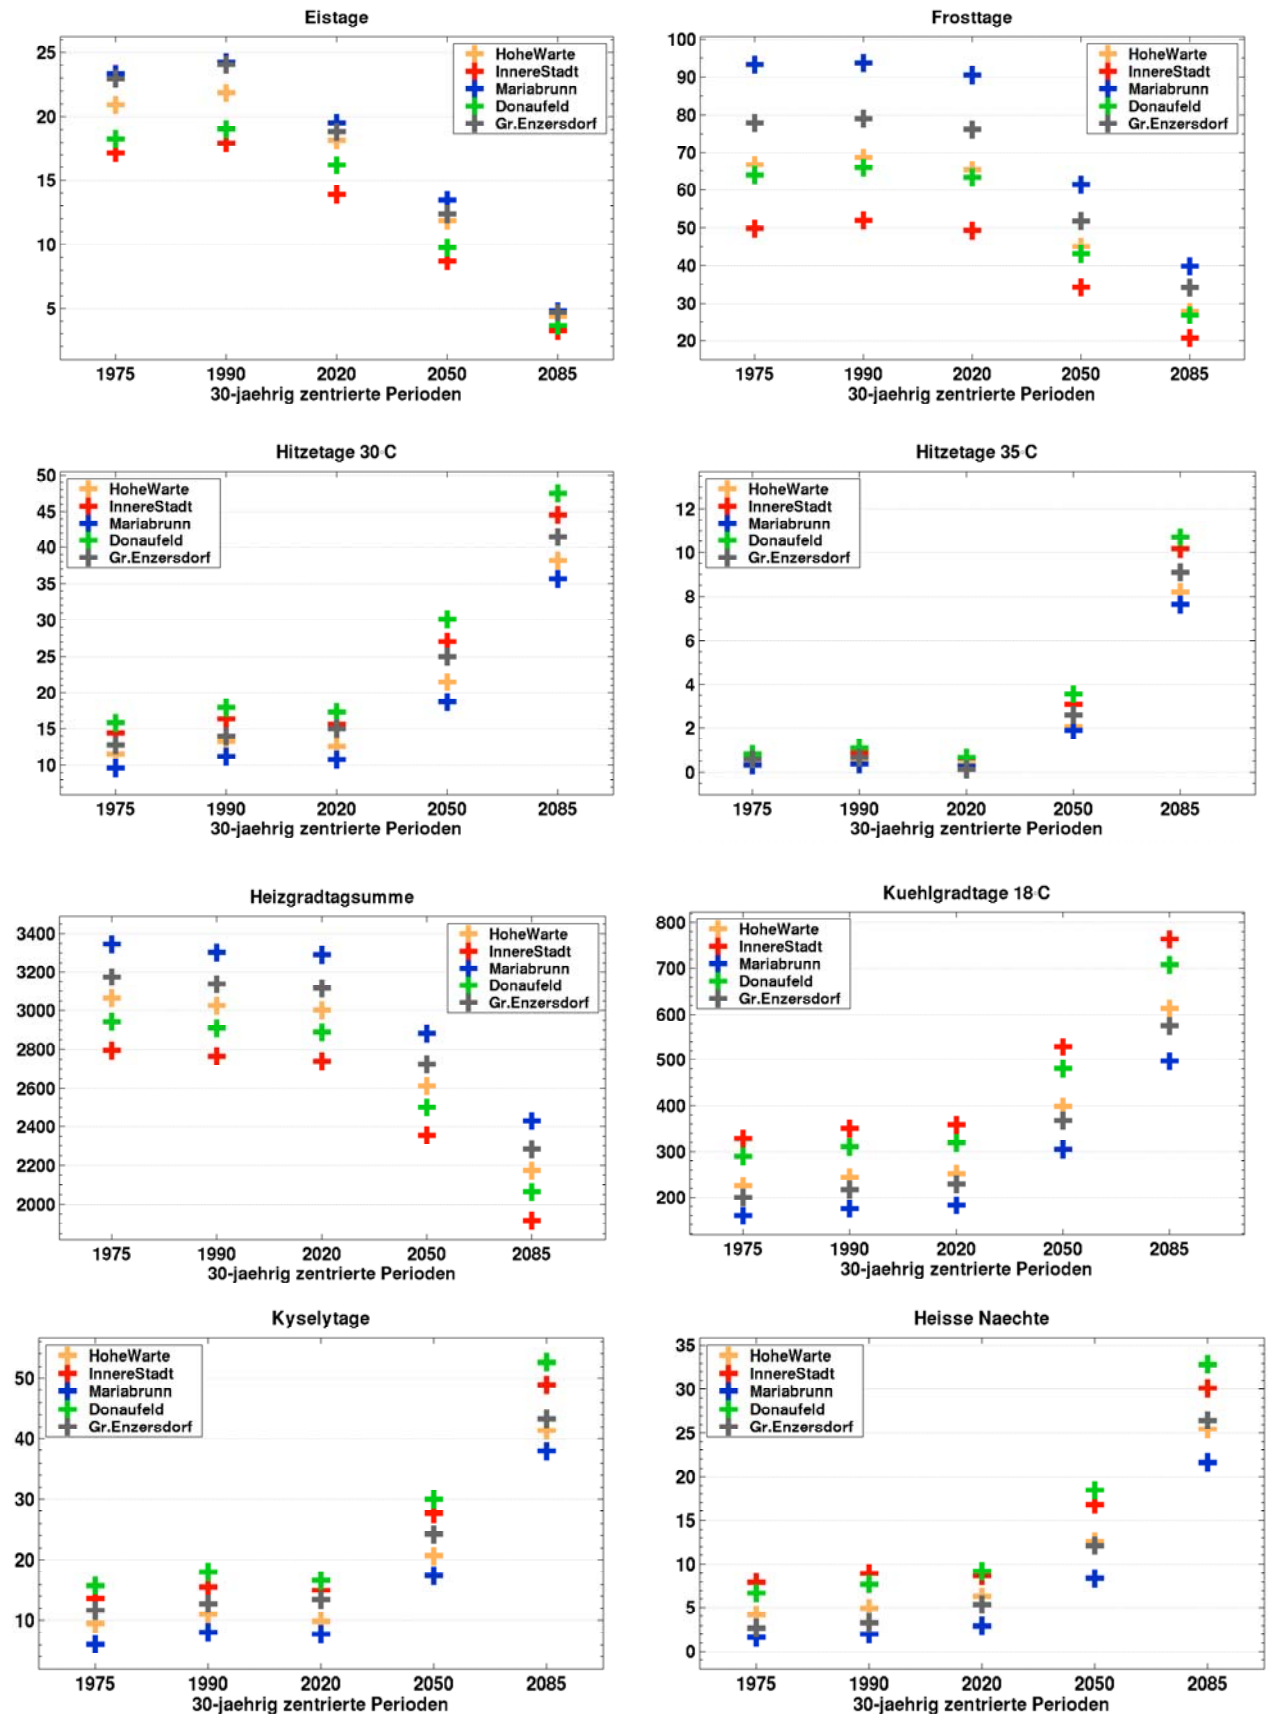 Eistage
25
20
15
10
5
HoheWarte
InnereStadt
Mariabrunn
Donaufeld
Gr.Enzersdorf
1975 1990 2020 2050 2085
30-jaehrig zentrierte Perioden
Frosttage
100
90
80
70
60
50
40
30
20
HoheWarte
InnereStadt
Mariabrunn
Donaufeld
Gr.Enzersdorf
1975 1990 2020 2050 2085
30-jaehrig zentrierte Perioden
Hitzetage 30 C
50
45
40
35
30
25
20
15
10
HoheWarte
InnereStadt
Mariabrunn
Donaufeld
Gr.Enzersdorf
1975 1990 2020 2050 2085
30-jaehrig zentrierte Perioden
Hitzetage 35 C
12
10
8
6
4
2
0
HoheWarte
InnereStadt
Mariabrunn
Donaufeld
Gr.Enzersdorf
1975 1990 2020 2050 2085
30-jaehrig zentrierte Perioden
Heizgradtagsumme
3400
3200
3000
2800
2600
2400
2200
2000
HoheWarte
InnereStadt
Mariabrunn
Donaufeld
Gr.Enzersdorf
1975 1990 2020 2050 2085
30-jaehrig zentrierte Perioden
Kuehlgradtage 18 C
800
700
600
500
400
300
200
HoheWarte
InnereStadt
Mariabrunn
Donaufeld
Gr.Enzersdorf
1975 1990 2020 2050 2085
30-jaehrig zentrierte Perioden
Kyselytage
50
40
30
20
10
HoheWarte
InnereStadt
Mariabrunn
Donaufeld
Gr.Enzersdorf
1975 1990 2020 2050 2085
30-jaehrig zentrierte Perioden
Heisse Naechte
35
30
25
20
15
10
5
0
HoheWarte
InnereStadt
Mariabrunn
Donaufeld
Gr.Enzersdorf
1975 1990 2020 2050 2085
30-jaehrig zentrierte Perioden